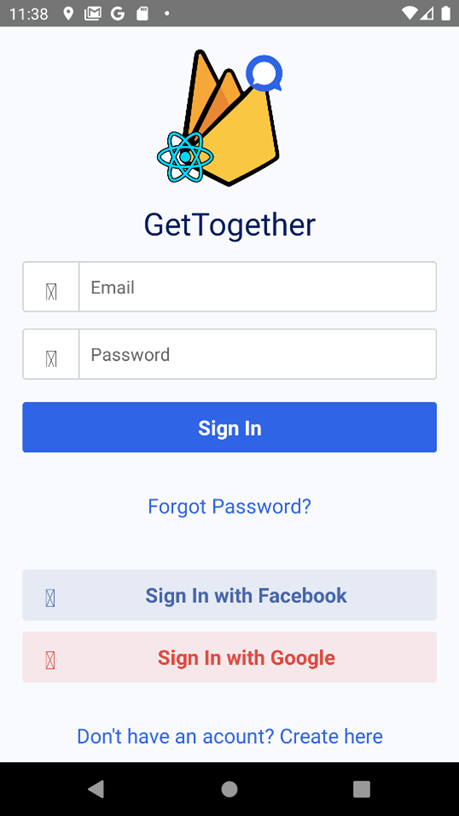 11:38
GetTogether
Email
Password
Sign In
Forgot Password?
Sign In with Facebook
Sign In with Google
Don't have an acount? Create here